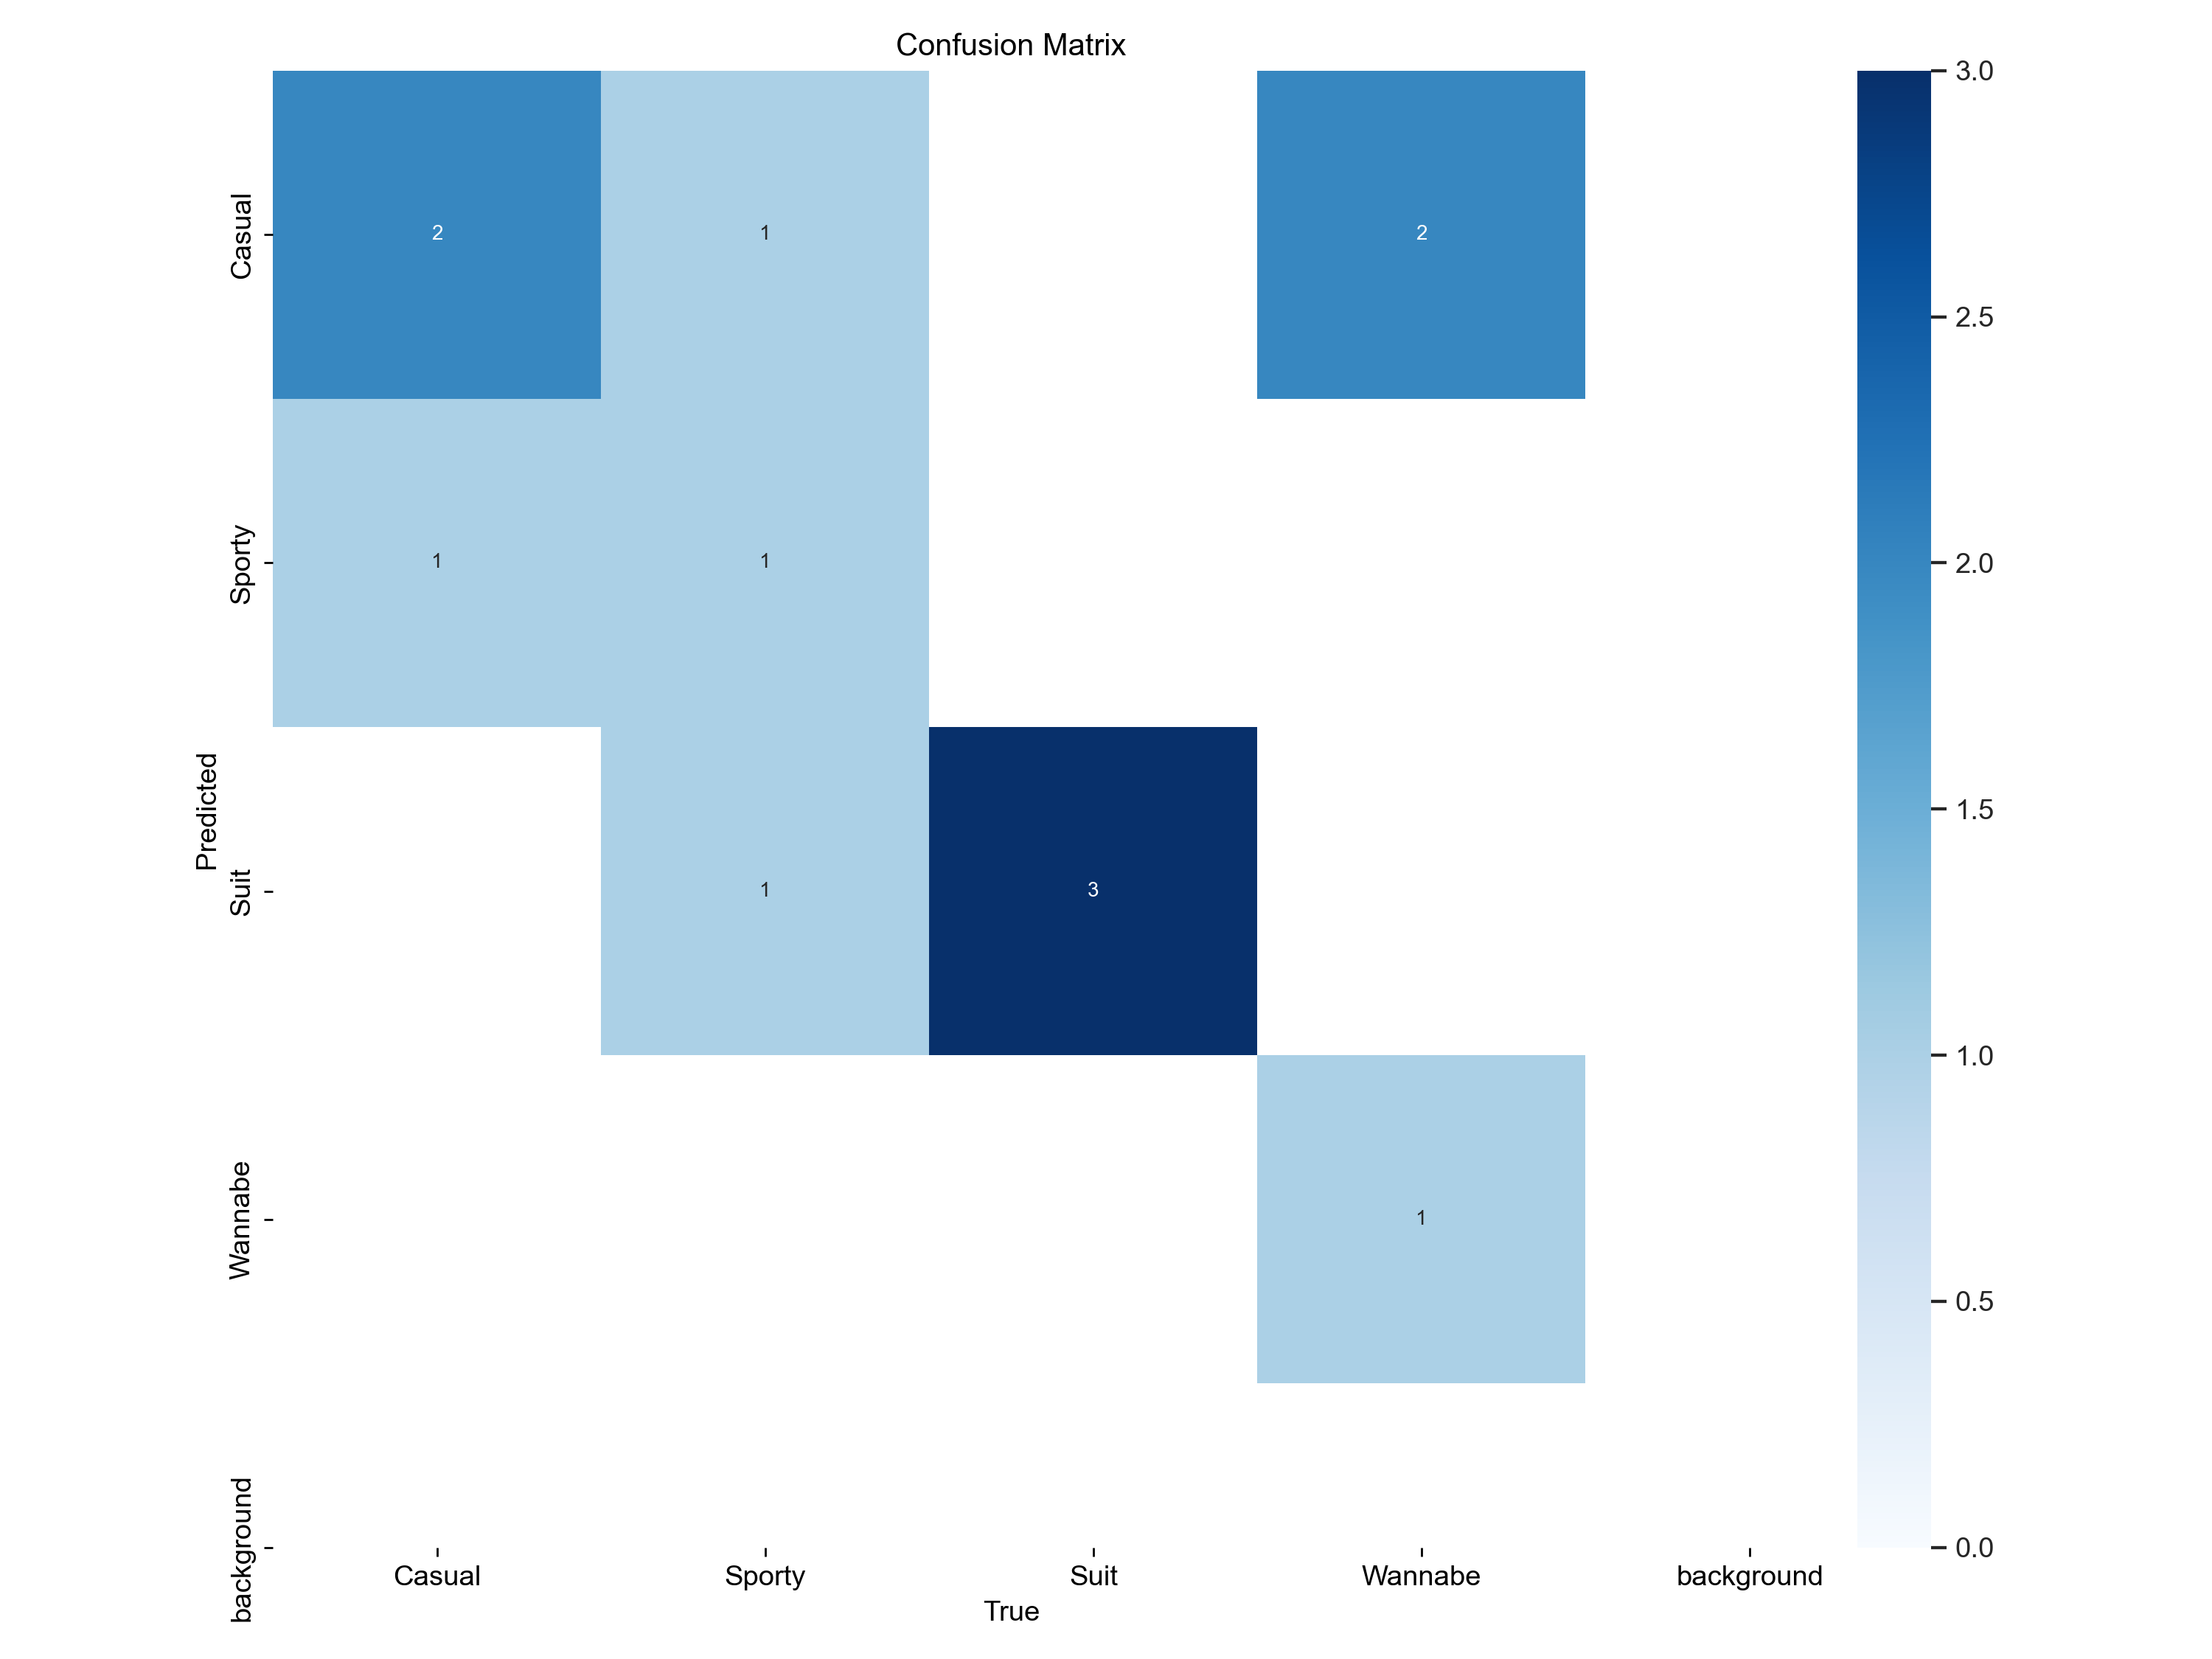 Confusion Matrix
Predicted
Casual
2
1
2
Sporty
1
1
Suit
1
3
Wannabe
1
background
Casual
Sporty
Suit
Wannabe
background
True
3.0
2.5
2.0
1.5
1.0
0.5
0.0